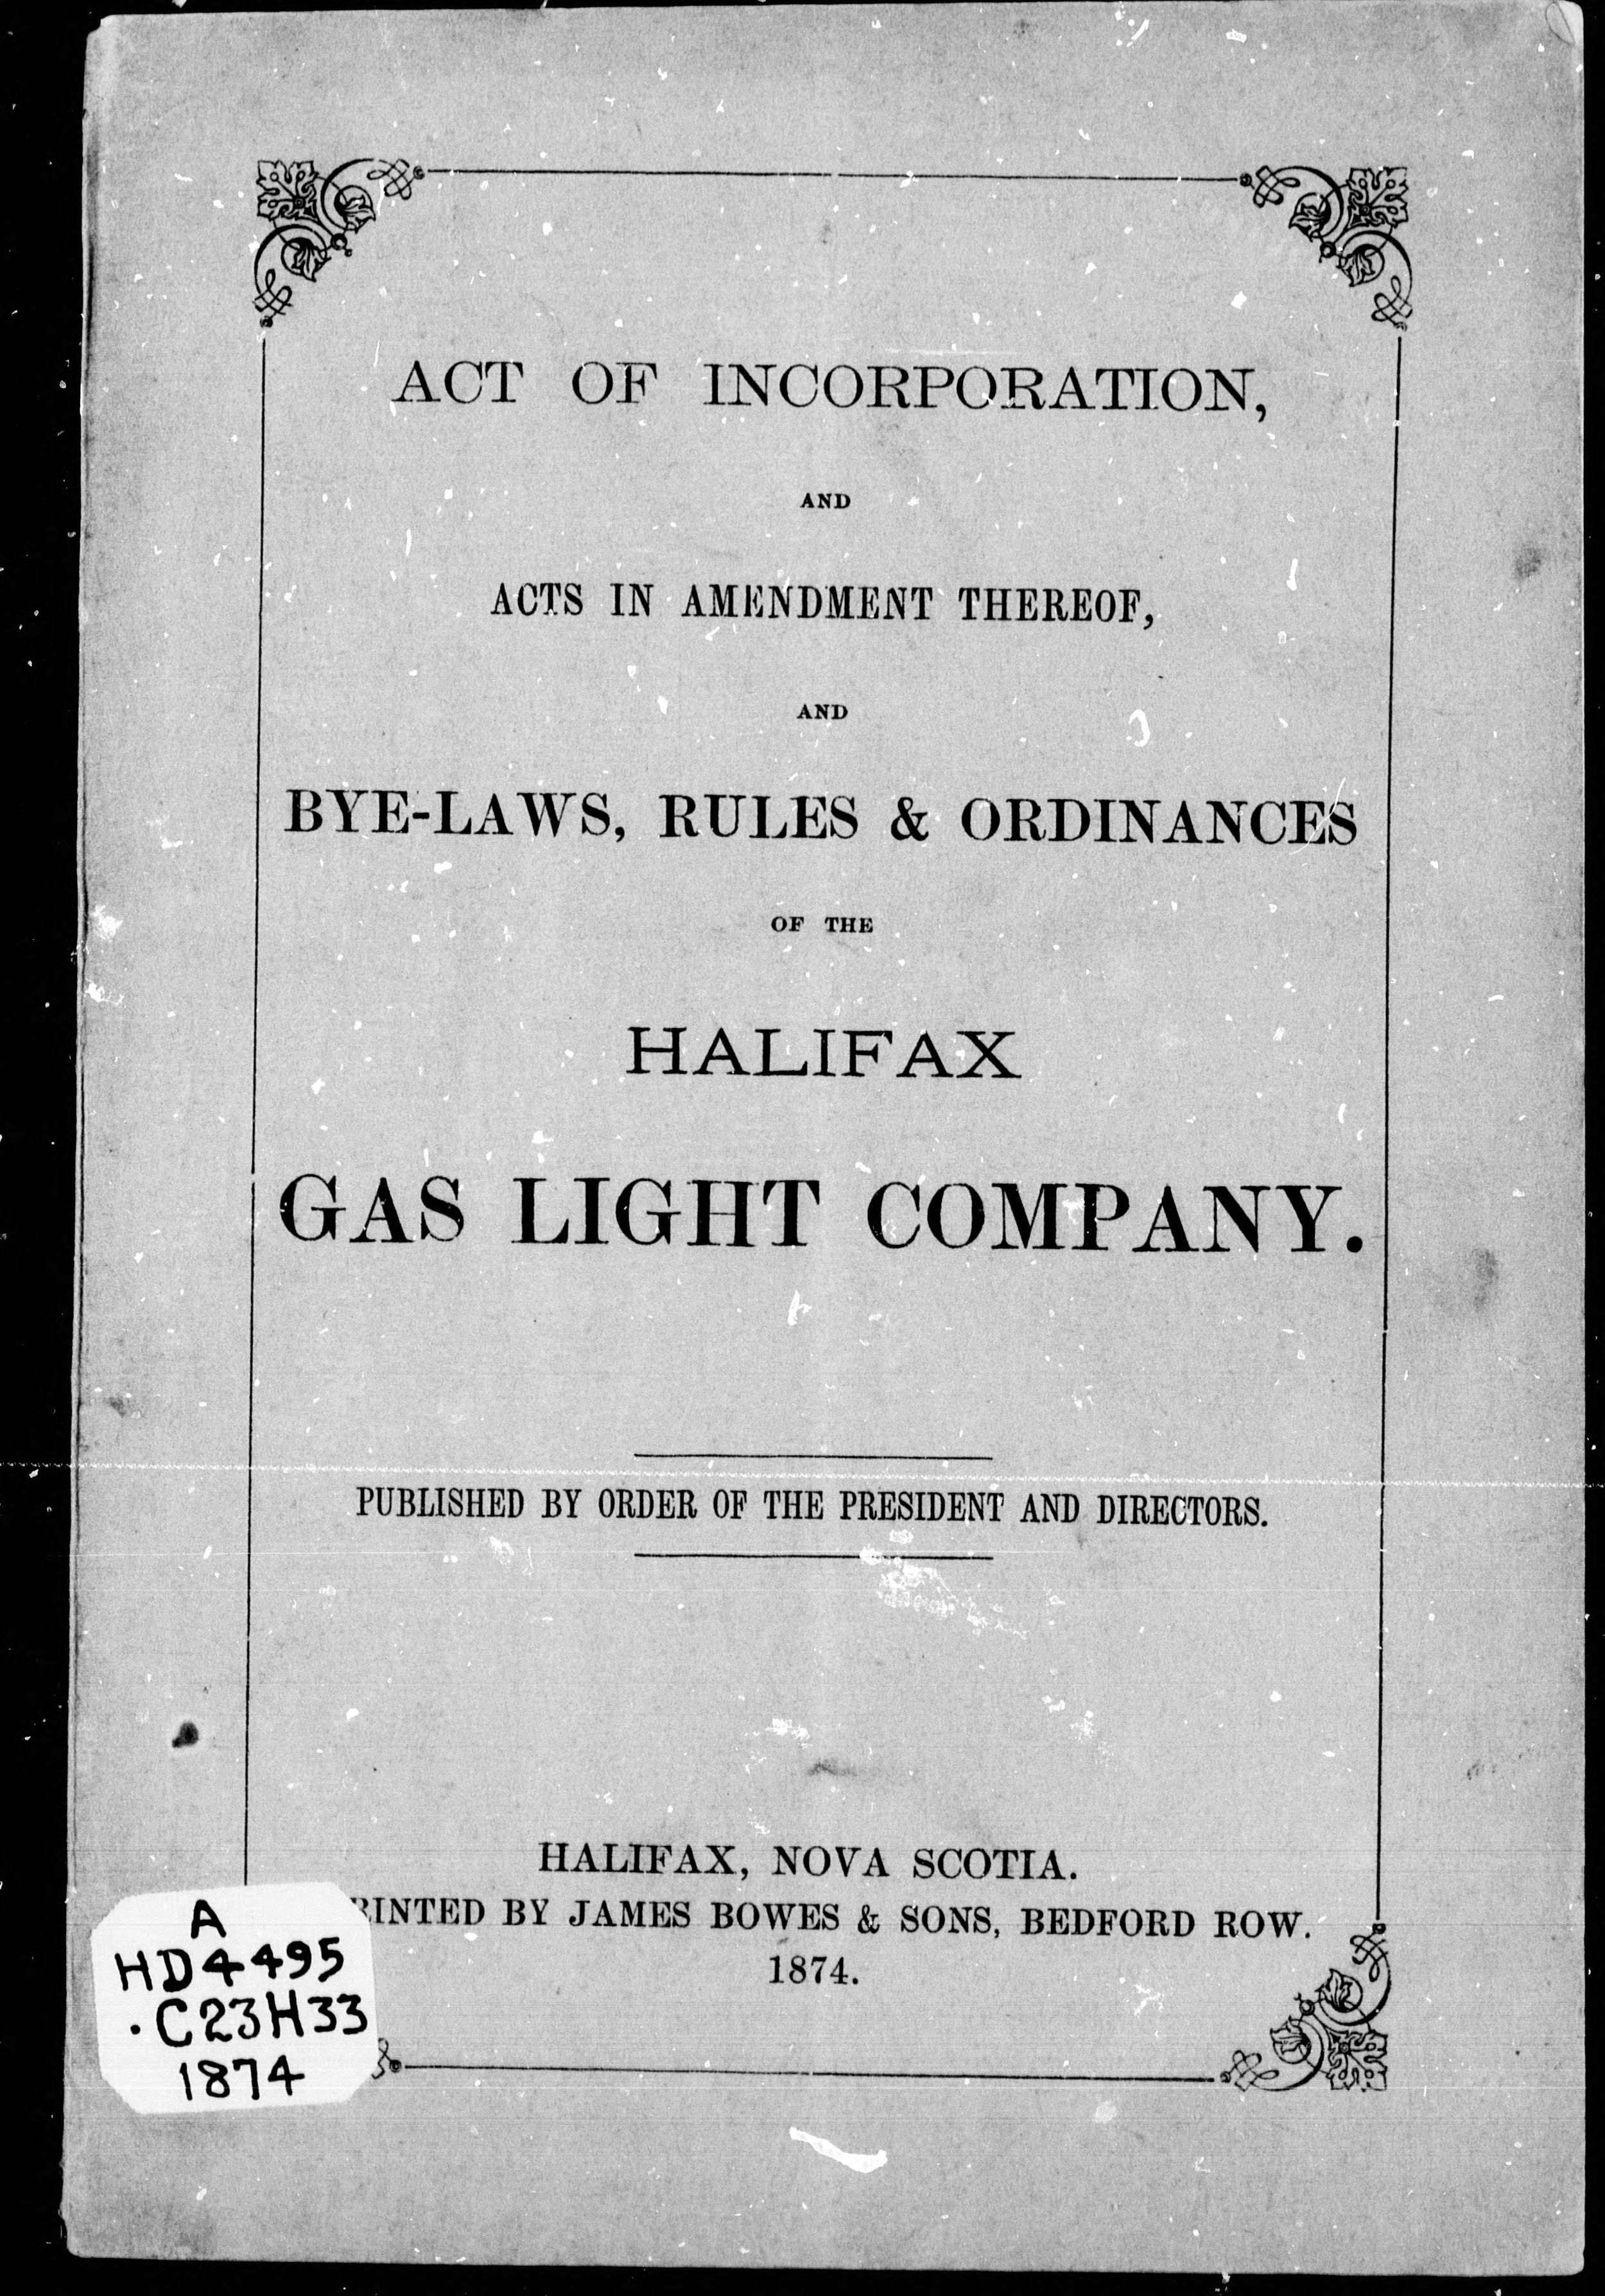 ACT OF INCORPORATION,
AND
ACTS IN AMENDMENT THEREOF,
AND
BYE-LAWS, RULES & ORDINANCES
OF THE
HALIFAX
GAS LIGHT COMPANY.
PUBLISHED BY ORDER OF THE PRESIDENT AND DIRECTORS.
HALIFAX, NOVA SCOTIA.
RINTED BY JAMES BOWES & SONS, BEDFORD ROW.
1874.
A
HD4495
.C23H33
1874